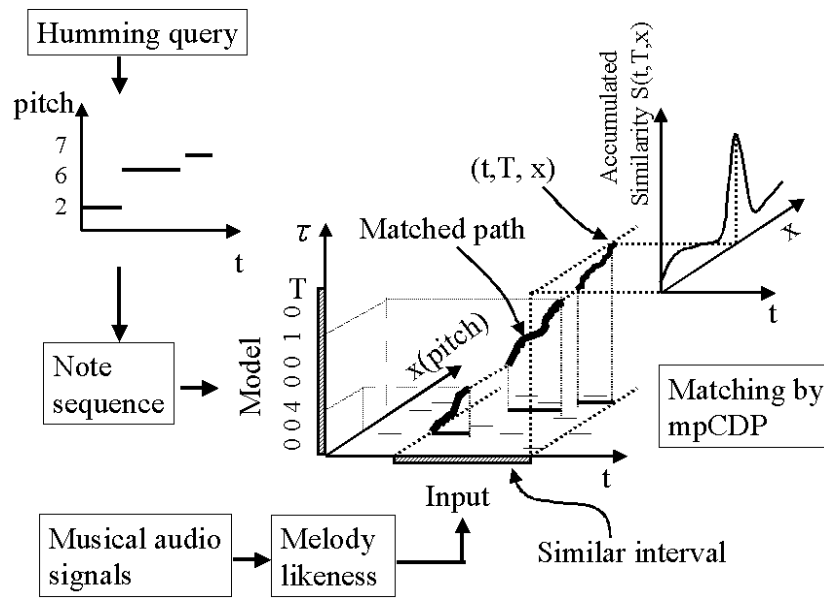 Humming query
pitch
7
6
2
t
Note
sequence
Musical audio
signals
Melody
likeness
Input
τ
T
Model
0 0 4 0 0 1 0
x(pitch)
Matched path
(t,T, x)
t
Similar interval
Accumulated
Similarity S(t,T,x)
x
t
Matching by
mpCDP